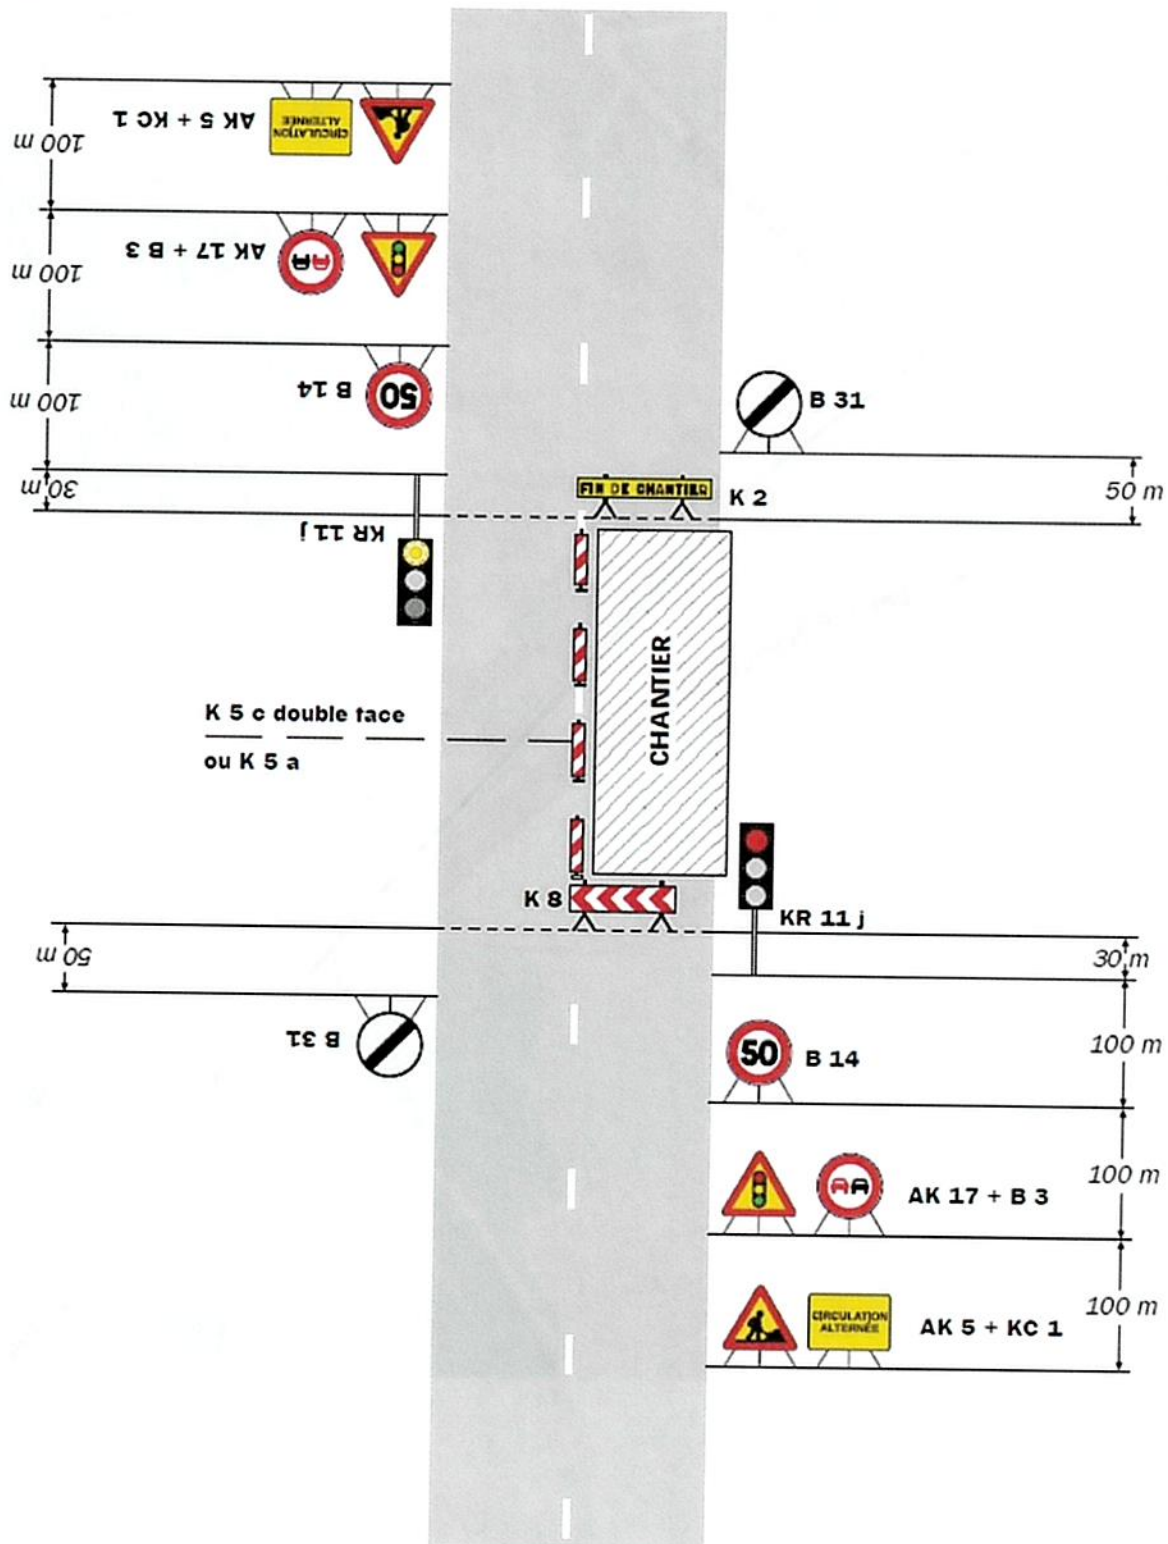 100 m
AK 5 + KC 1
CIRCULATION
ALTERNÉE
100 m
AK 17 + B 3
100 m
B 14
50
B 31
30 m
KR 11 j
FIN DE CHANTIER
K 2
50 m
CHANTIER
K 5 c double face
ou K 5 a
K 8
KR 11 j
50 m
30 m
B 31
50
B 14
100 m
AK 17 + B 3
100 m
CIRCULATION
ALTERNÉE
AK 5 + KC 1
100 m